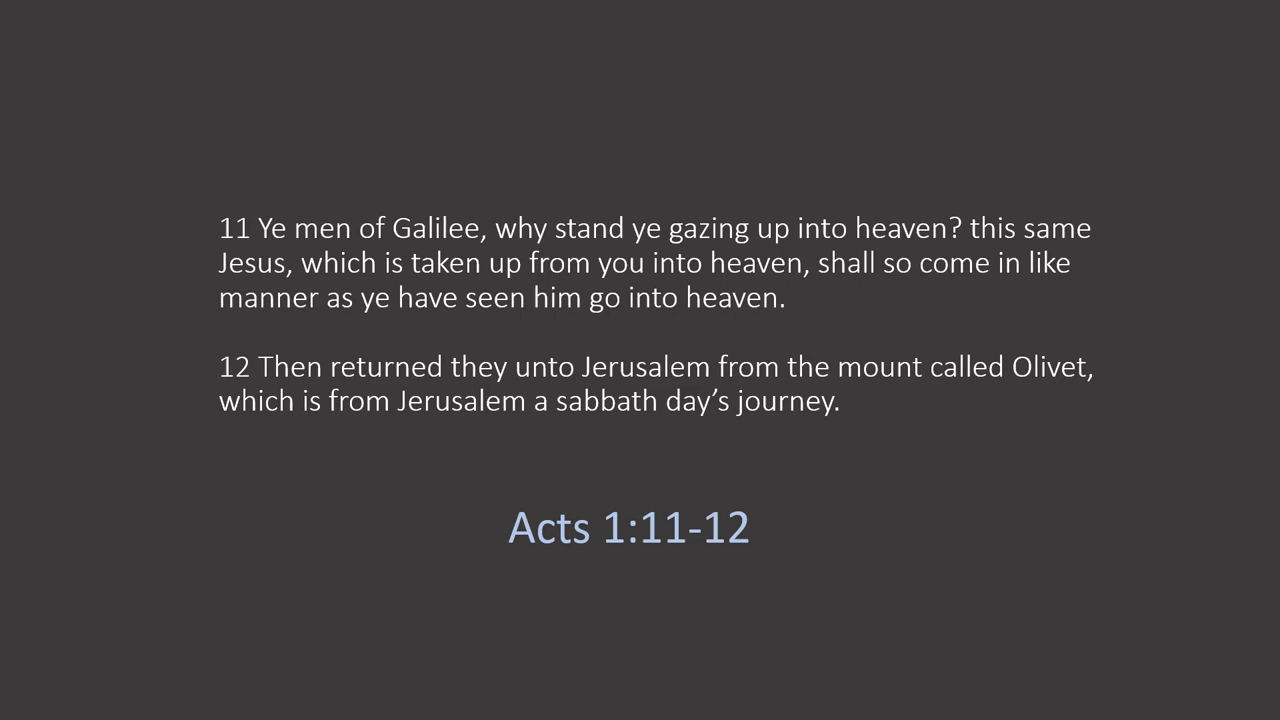 11 Ye men of Galilee, why stand ye gazing up into heaven? this same
Jesus, which is taken up from you into heaven, shall so come in like
manner as ye have seen him go into heaven.
12 Then returned they unto Jerusalem from the mount called Olivet,
which is from Jerusalem a sabbath day’s journey.
Acts 1:11-12